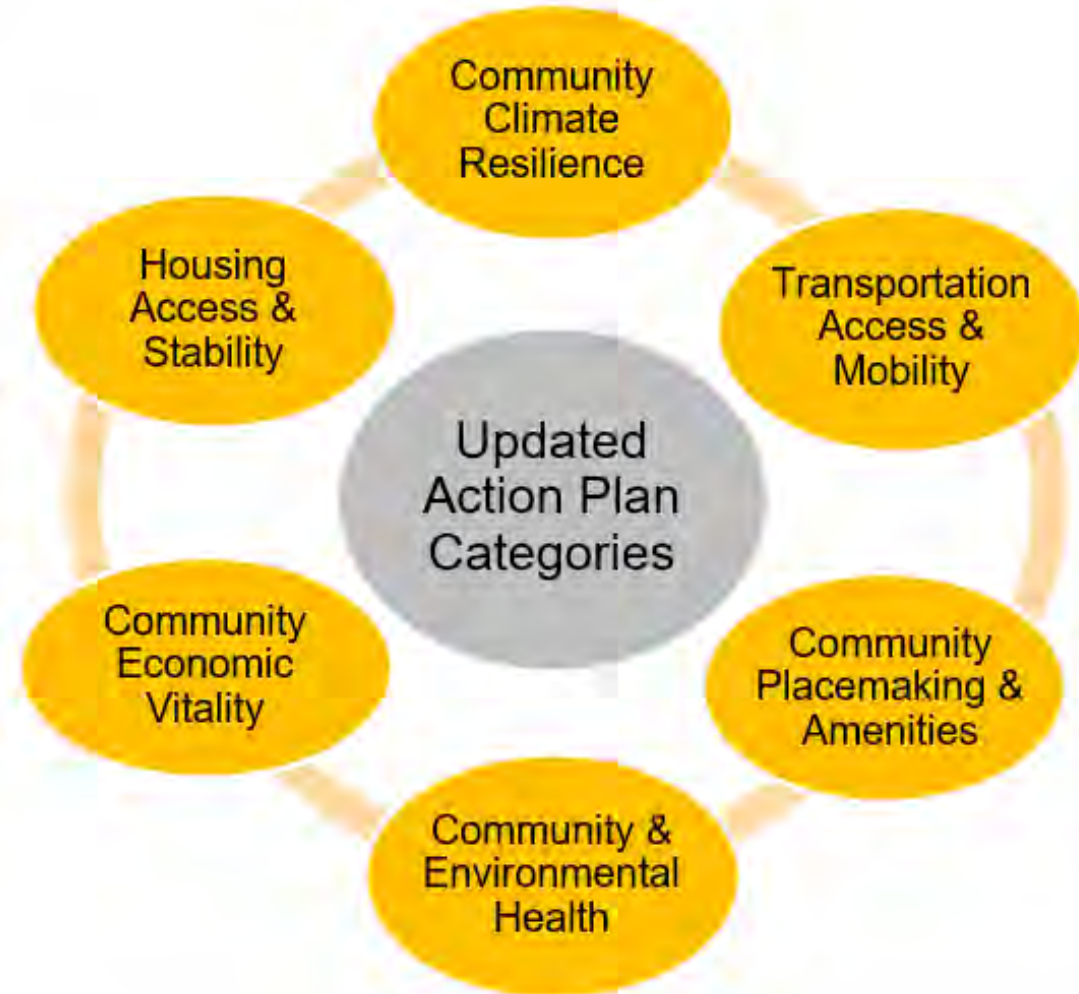 Community
Climate
Resilience
Transportation
Access &
Mobility
Community
Placemaking &
Amenities
Community &
Environmental
Health
Community
Economic
Vitality
Housing
Access &
Stability
Updated
Action Plan
Categories